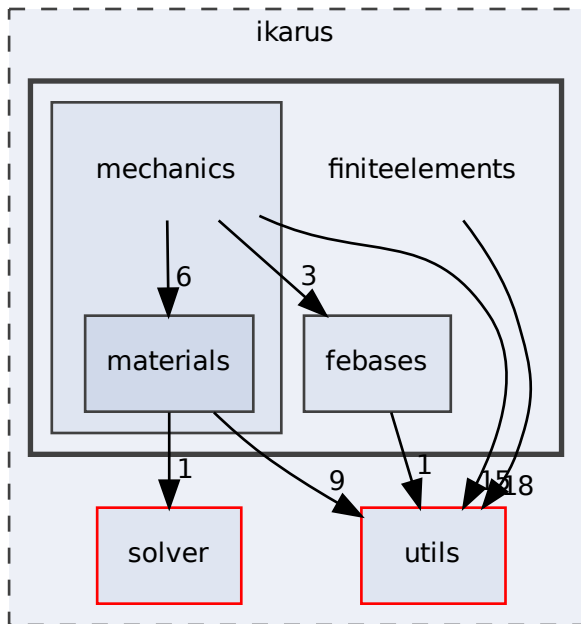 ikarus
mechanics
finiteelements
6
3
materials
febases
1
9
1
15
18
solver
utils